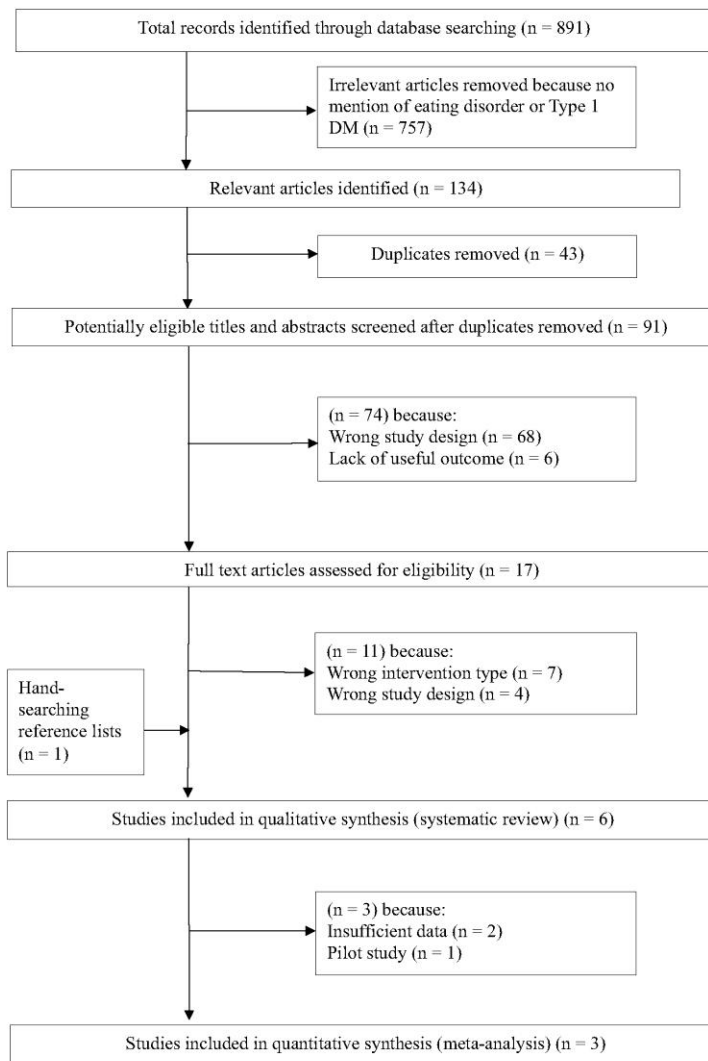 Total records identified through database searching (n = 891)
Irrelevant articles removed because no
mention of eating disorder or Type 1
DM (n = 757)
Relevant articles identified (n = 134)
Duplicates removed (n = 43)
Potentially eligible titles and abstracts screened after duplicates removed (n = 91)
(n = 74) because:
Wrong study design (n = 68)
Lack of useful outcome (n = 6)
Full text articles assessed for eligibility (n = 17)
(n = 11) because:
Wrong intervention type (n = 7)
Wrong study design (n = 4)
Hand-
searching
reference lists
(n = 1)
Studies included in qualitative synthesis (systematic review) (n = 6)
(n = 3) because:
Insufficient data (n = 2)
Pilot study (n = 1)
Studies included in quantitative synthesis (meta-analysis) (n = 3)